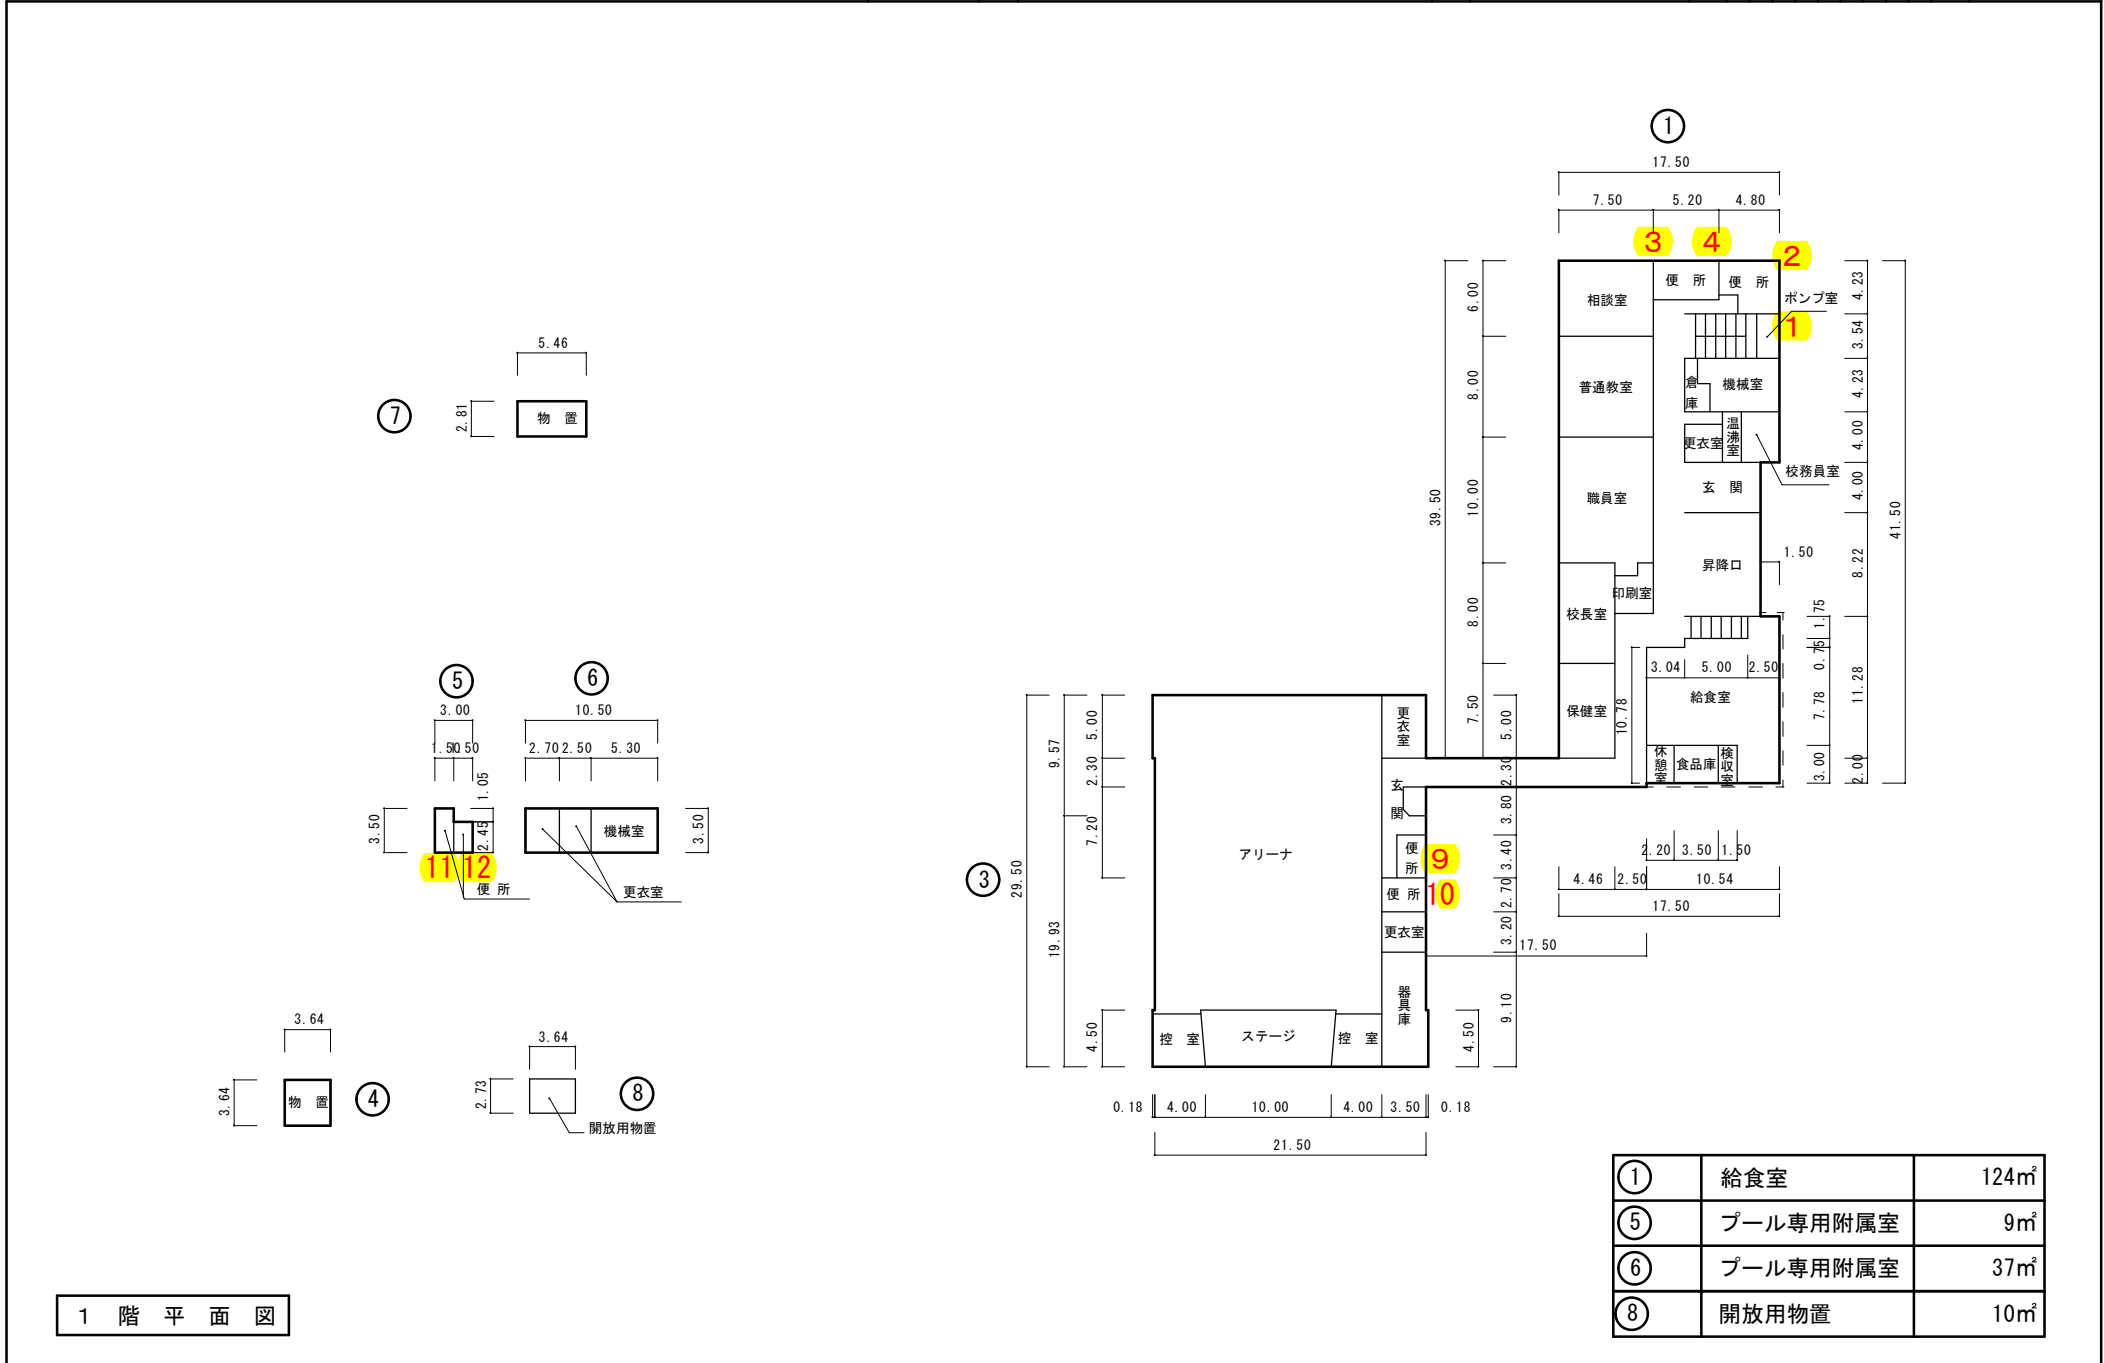 ①
17.50
7.50 5.20 4.80
3 4 2
相談室
便 所
便 所
ポンプ室
1
普通教室
倉庫
機械室
更衣室
温沸室
校務員室
職員室
玄 関
昇降口
校長室
印刷室
保健室
給食室
休憩室
食品庫
検収室
39.50
6.00
8.00
10.00
8.00
7.50
4.23
3.54
4.23
4.00
4.00
8.22
11.28
2.00
41.50
1.50
1.75
0.75
7.78
3.00
3.04 5.00 2.50
10.78
2.20 3.50 1.50
4.46 2.50 10.54
17.50
17.50
⑦
5.46
2.81
物 置
⑤
3.00
1.50 1.50
1.05
2.45
3.50
11 12
便 所
⑥
10.50
2.70 2.50 5.30
機械室
3.50
更衣室
④
3.64
3.64
物 置
⑧
3.64
2.73
開放用物置
③
29.50
9.57
19.93
5.00
2.30
7.20
4.50
アリーナ
更衣室
玄関
便所
9
便 所
10
更衣室
器具庫
控 室
ステージ
控 室
5.00
2.30
3.80
3.40
2.70
3.20
9.10
4.50
0.18 4.00 10.00 4.00 3.50 0.18
21.50
① 給食室 124㎡
⑤ プール専用附属室 9㎡
⑥ プール専用附属室 37㎡
⑧ 開放用物置 10㎡
1 階 平 面 図